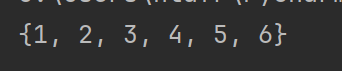 {1, 2, 3, 4, 5, 6}